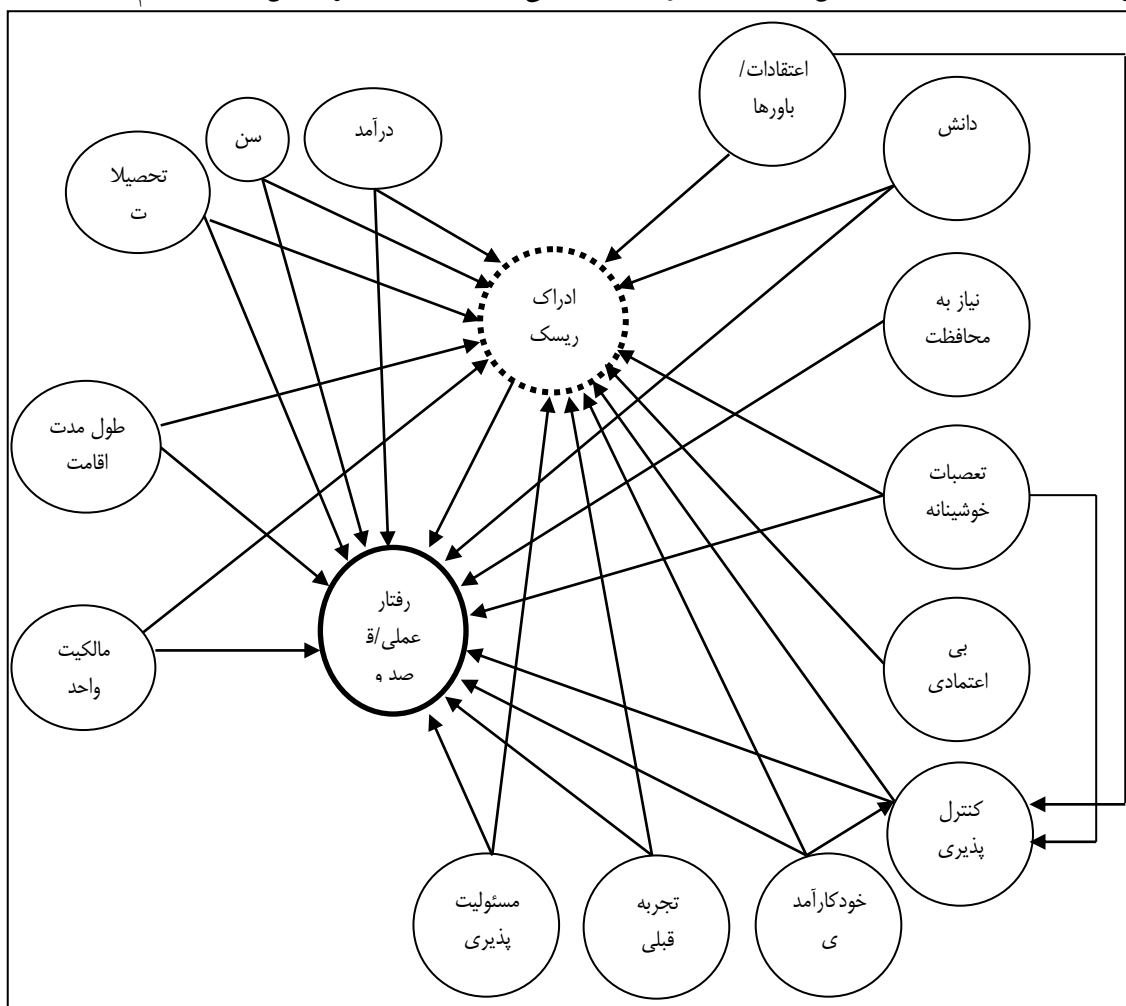 اعتقادات/
باورها
دانش
درآمد
سن
تحصیلا
ت
ادراک
ریسک
نیاز به
محافظت
طول مدت
اقامت
تعصبات
خوشینانه
رفتار
عملی/ق
صد و
مالکیت
واحد
بی
اعتمادی
کنترل
پذیری
مسئولیت
پذیری
تجربه
قبلی
خودکارآمد
ی